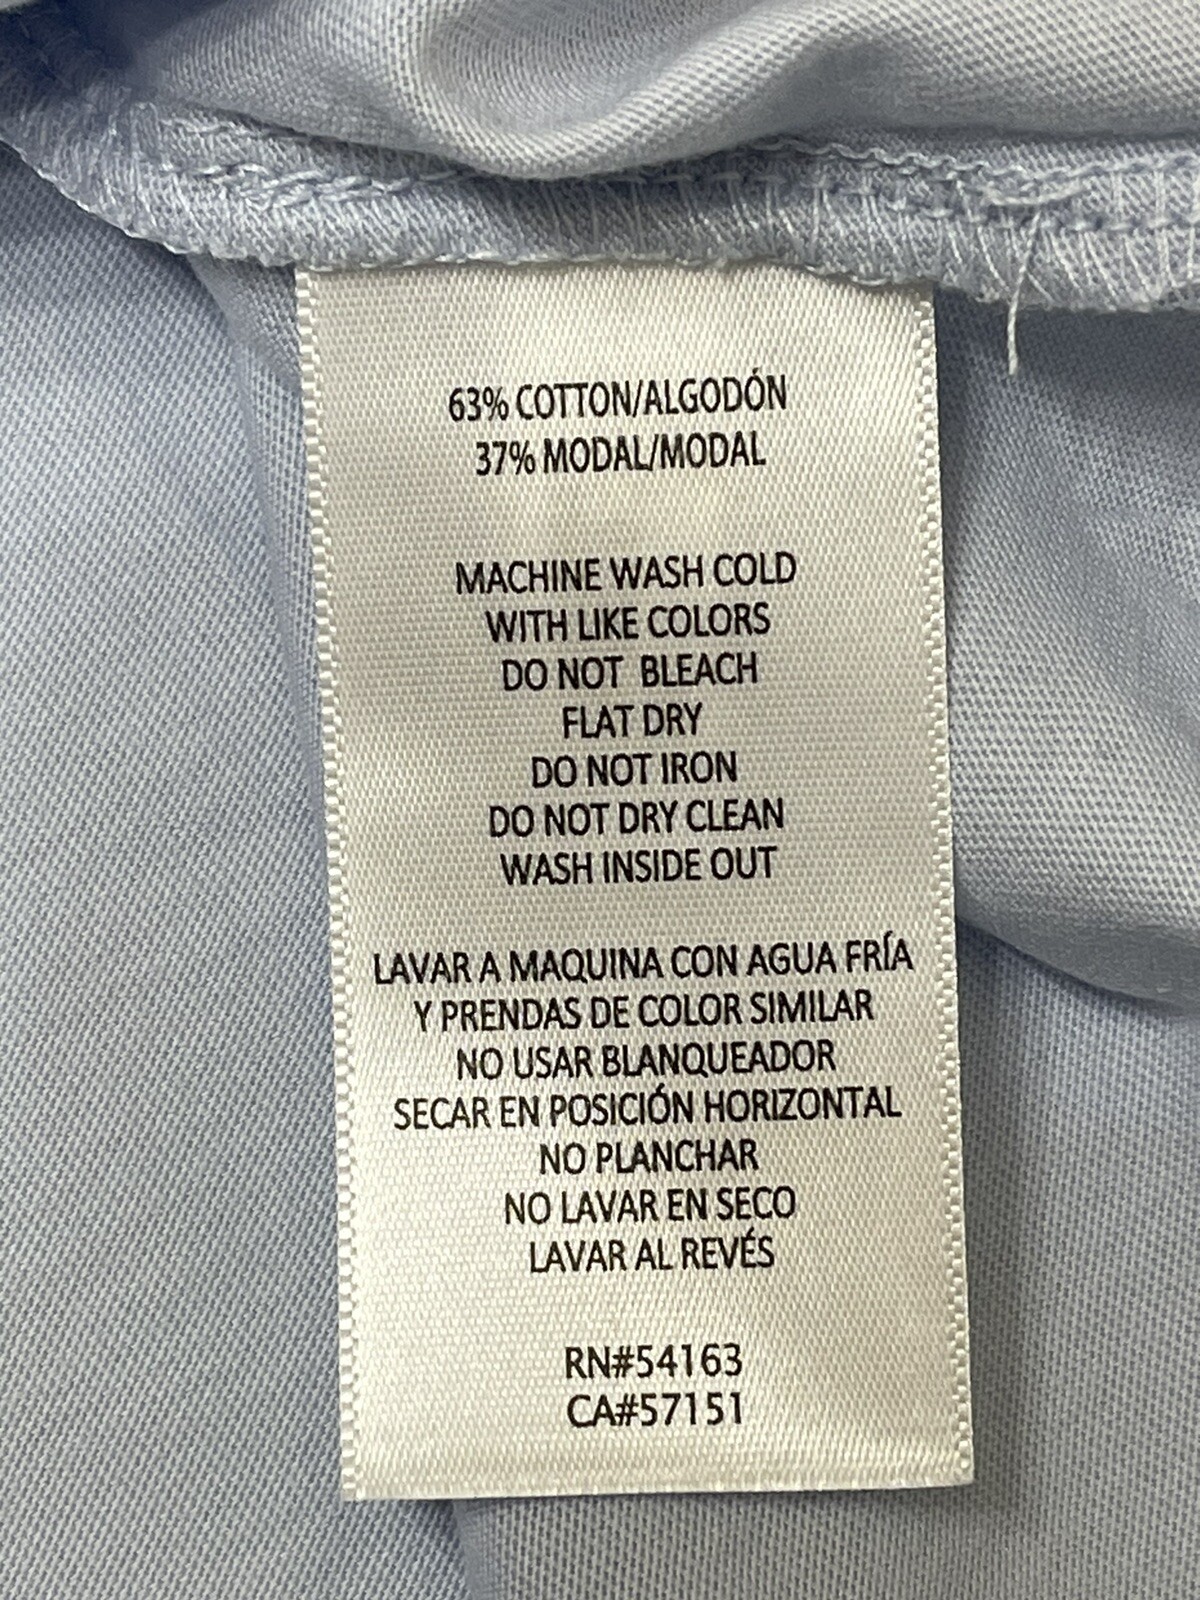 63% COTTON/ALGODÓN
37% MODAL/MODAL
MACHINE WASH COLD
WITH LIKE COLORS
DO NOT BLEACH
FLAT DRY
DO NOT IRON
DO NOT DRY CLEAN
WASH INSIDE OUT
LAVAR A MAQUINA CON AGUA FRÍA
Y PRENDAS DE COLOR SIMILAR
NO USAR BLANQUEADOR
SECAR EN POSICIÓN HORIZONTAL
NO PLANCHAR
NO LAVAR EN SECO
LAVAR AL REVÉS
RN#54163
CA#57151